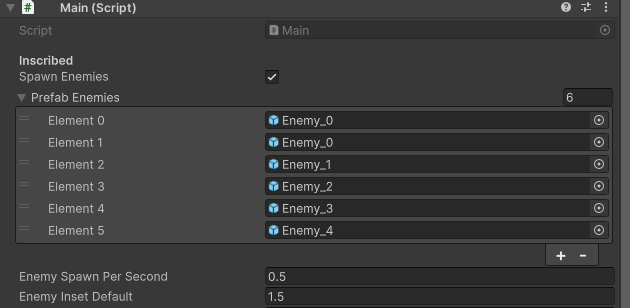 Main (Script)
Script Main
Inscribed
Spawn Enemies
Prefab Enemies 6
Element 0 Enemy_0
Element 1 Enemy_0
Element 2 Enemy_1
Element 3 Enemy_2
Element 4 Enemy_3
Element 5 Enemy_4
+ -
Enemy Spawn Per Second 0.5
Enemy Inset Default 1.5